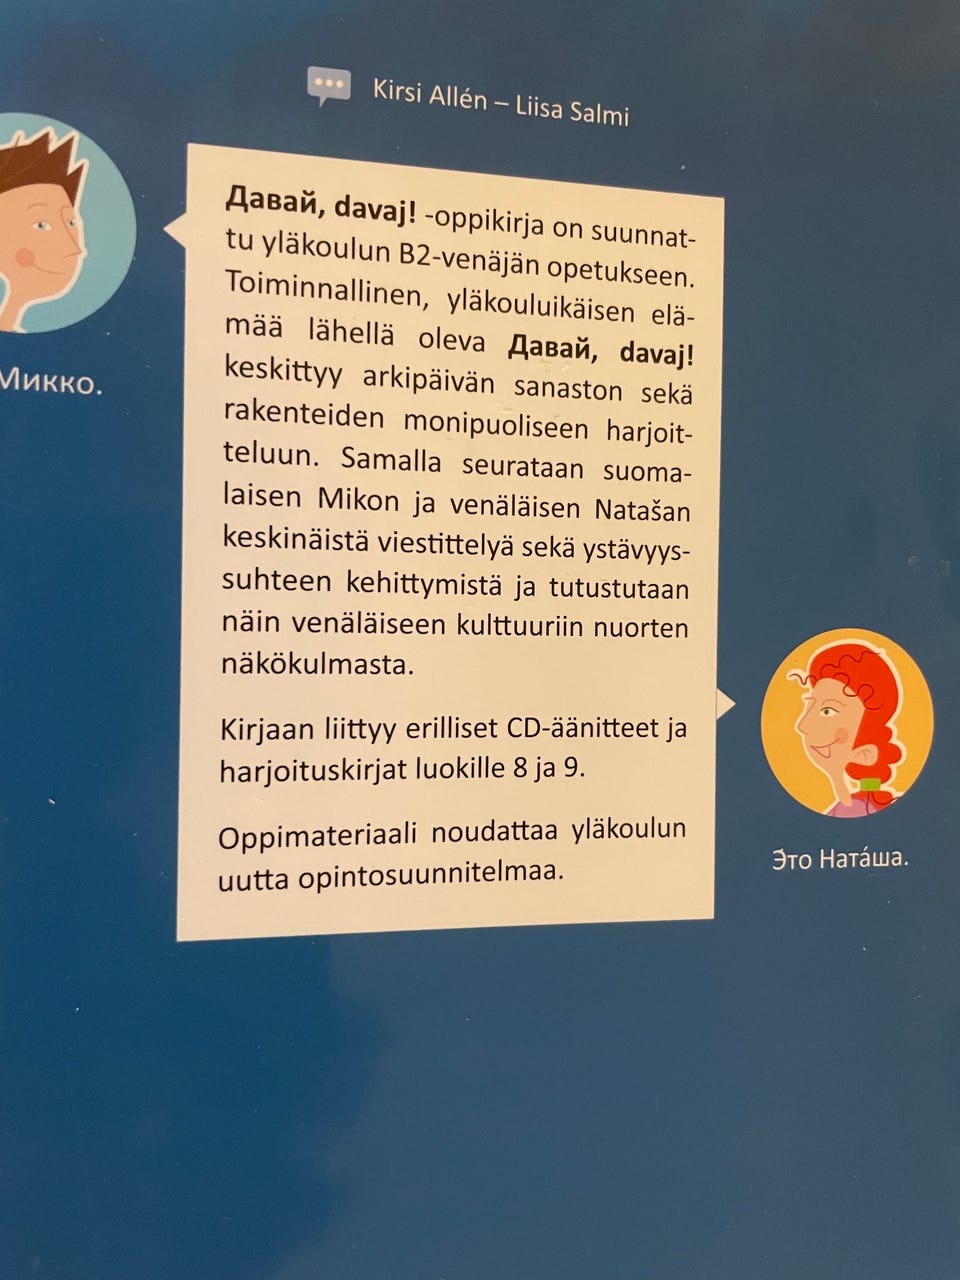 Kirsi Allén – Liisa Salmi
Давай, davaj! -oppikirja on suunnat-
tu yläkoulun B2-venäjän opetukseen.
Toiminnallinen, yläkouluikäisen elä-
mää lähellä oleva Давай, davaj!
keskittyy arkipäivän sanaston sekä
rakenteiden monipuoliseen harjoit-
teluun. Samalla seurataan suoma-
laisen Mikon ja venäläisen Natašan
keskinäistä viestittelyä sekä ystävyys-
suhteen kehittymistä ja tutustutaan
näin venäläiseen kulttuuriin nuorten
näkökulmasta.
Kirjaan liittyy erilliset CD-äänitteet ja
harjoituskirjat luokille 8 ja 9.
Oppimateriaali noudattaa yläkoulun
uutta opintosuunnitelmaa.
Микко.
Э́то Ната́ша.